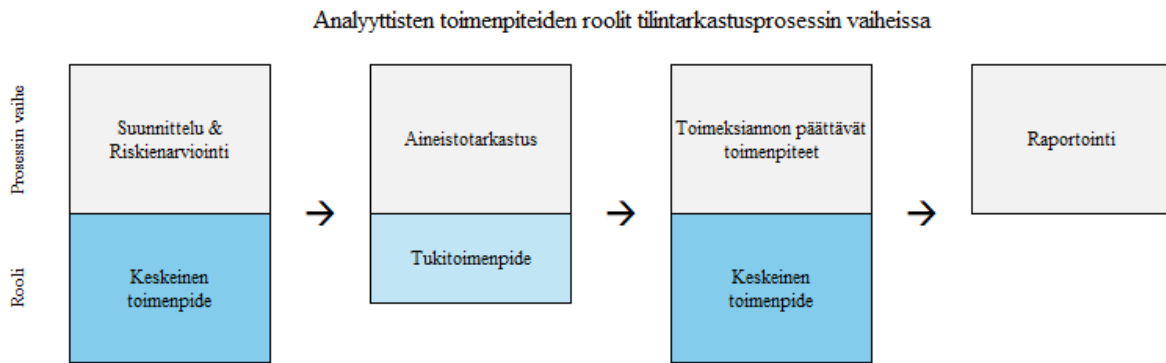 Analyyttisten toimenpiteiden roolit tilintarkastusprosessin vaiheissa
Prosessin vaihe
Suunnittelu &
Riskienarviointi
Aineistotarkastus
Toimeksiannon päättävät
toimenpiteet
Raportointi
→
→
→
Rooli
Keskeinen
toimenpide
Tukitoimenpide
Keskeinen
toimenpide